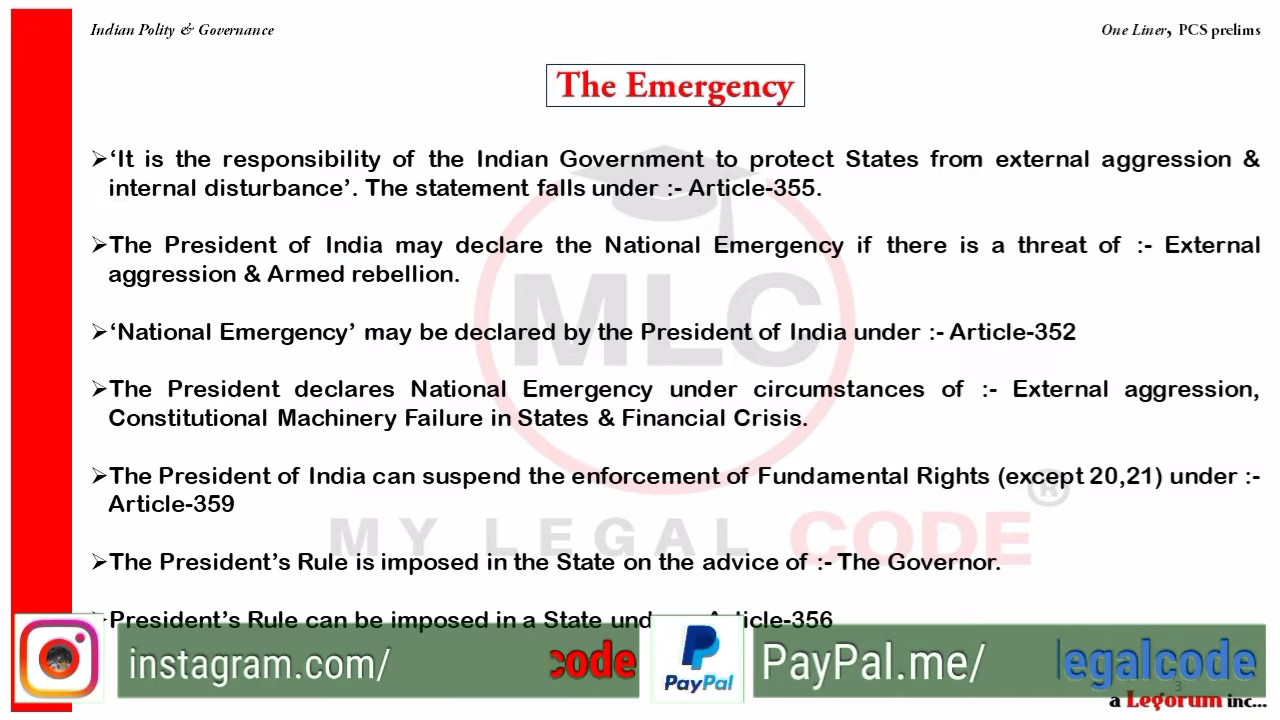 Indian Polity & Governance
One Liner, PCS prelims
The Emergency
➢‘It is the responsibility of the Indian Government to protect States from external aggression &
internal disturbance’. The statement falls under :- Article-355.
➢The President of India may declare the National Emergency if there is a threat of :- External
aggression & Armed rebellion.
➢‘National Emergency’ may be declared by the President of India under :- Article-352
➢The President declares National Emergency under circumstances of :- External aggression,
Constitutional Machinery Failure in States & Financial Crisis.
➢The President of India can suspend the enforcement of Fundamental Rights (except 20,21) under :-
Article-359
➢The President’s Rule is imposed in the State on the advice of :- The Governor.
President’s Rule can be imposed in a State Article-356
MLC
MY LEGAL CODE ®
instagram.com/ code
PayPal
PayPal.me/ egalcode
3
a Legorum inc...